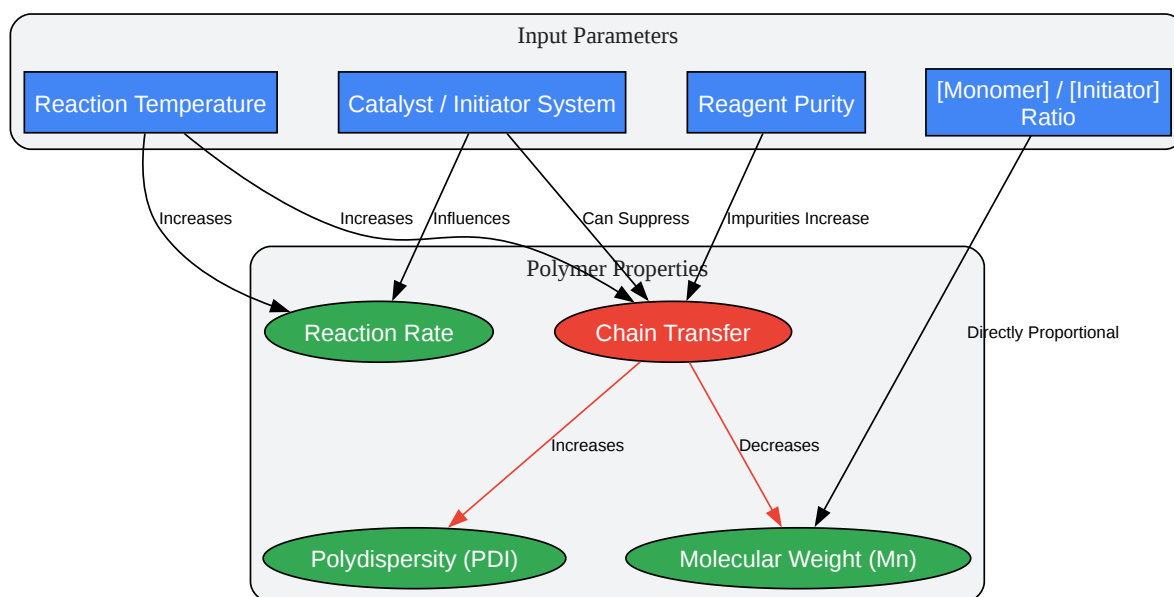 Input Parameters
Reaction Temperature
Catalyst / Initiator System
Reagent Purity
[Monomer] / [Initiator]
Ratio
Increases
Increases
Influences
Can Suppress
Impurities Increase
Polymer Properties
Reaction Rate
Chain Transfer
Directly Proportional
Increases
Decreases
Polydispersity (PDI)
Molecular Weight (Mn)